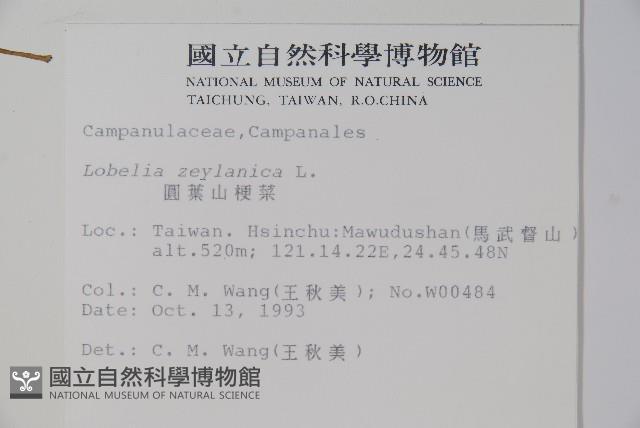 國立自然科學博物館
NATIONAL MUSEUM OF NATURAL SCIENCE
TAICHUNG, TAIWAN, R.O.CHINA
Campanulaceae,Campanales
Lobelia zeylanica L.
圓葉山梗菜
Loc.: Taiwan. Hsinchu:Mawudushan(馬武督山)
alt.520m; 121.14.22E,24.45.48N
Col.: C. M. Wang(王秋美); No.W00484
Date: Oct. 13, 1993
Det.: C. M. Wang(王秋美)
國立自然科學博物館
NATIONAL MUSEUM OF NATURAL SCIENCE